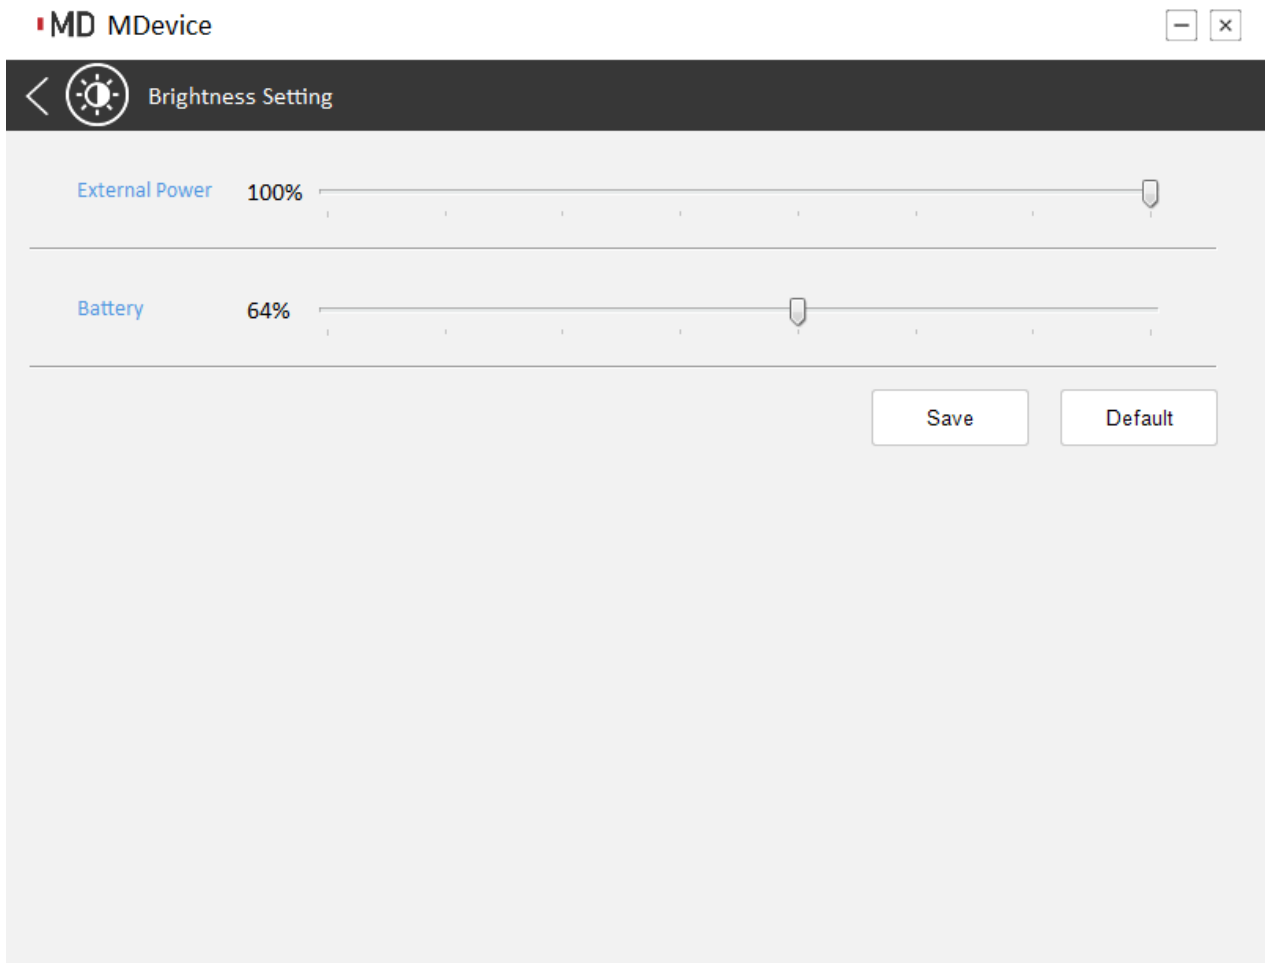 MD MDevice
Brightness Setting
External Power 100%
Battery 64%
Save Default